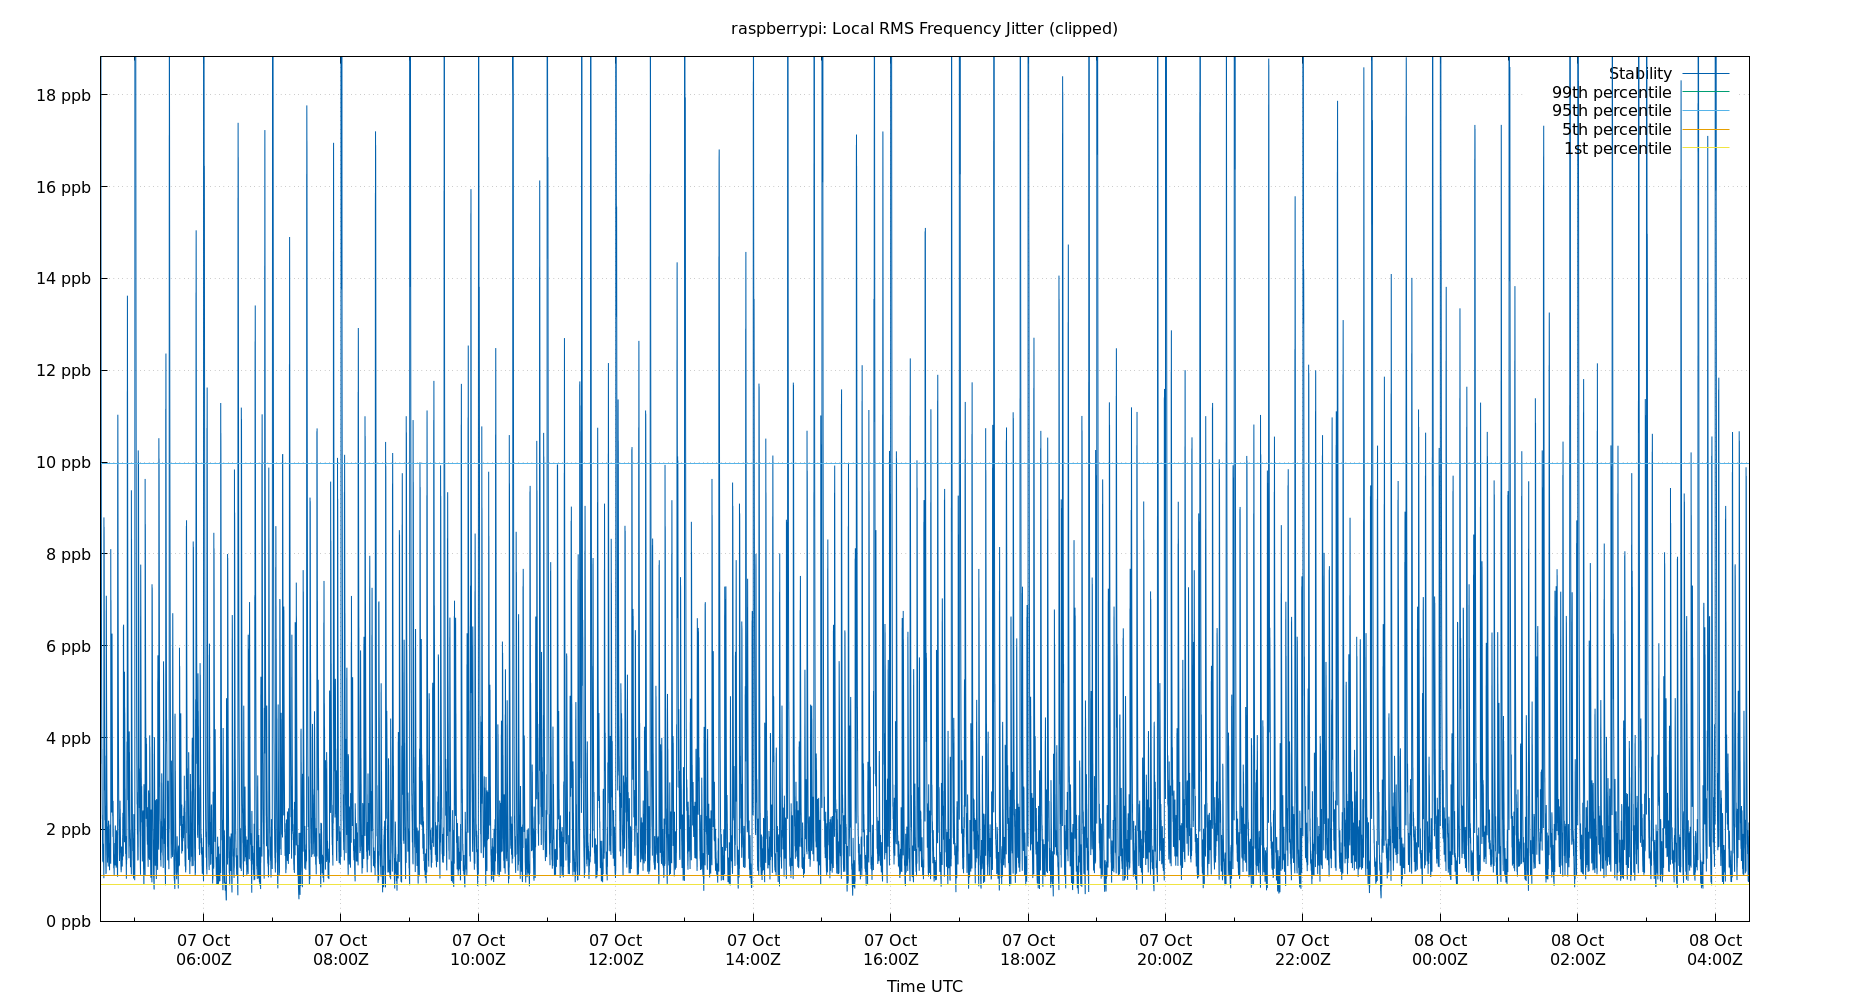 raspberrypi: Local RMS Frequency Jitter (clipped)
Stability
99th percentile
95th percentile
5th percentile
1st percentile
18 ppb
16 ppb
14 ppb
12 ppb
10 ppb
8 ppb
6 ppb
4 ppb
2 ppb
0 ppb
07 Oct 07 Oct 07 Oct 07 Oct 07 Oct 07 Oct 07 Oct 07 Oct 07 Oct 08 Oct 08 Oct 08 Oct
06:00Z 08:00Z 10:00Z 12:00Z 14:00Z 16:00Z 18:00Z 20:00Z 22:00Z 00:00Z 02:00Z 04:00Z
Time UTC